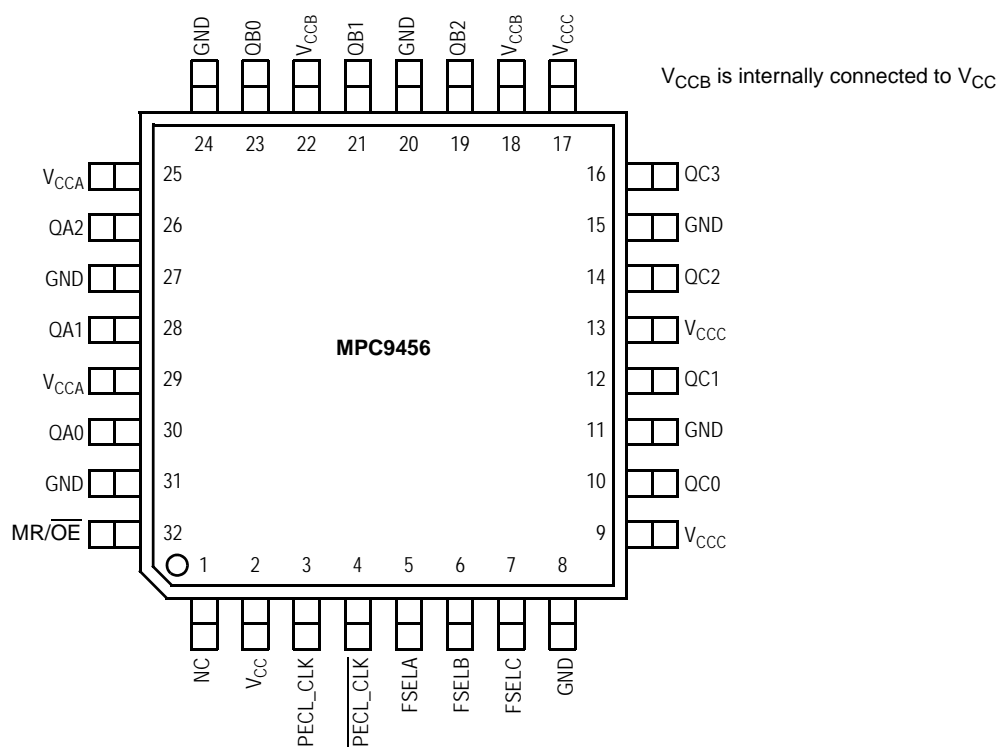 GND QB0 VCCB QB1 GND QB2 VCCB VCCC
VCCB is internally connected to VCC
24 23 22 21 20 19 18 17
VCCA 25 16 QC3
QA2 26 15 GND
GND 27 14 QC2
QA1 28 13 VCCC
MPC9456
VCCA 29 12 QC1
QA0 30 11 GND
GND 31 10 QC0
MR/O̅E̅ 32 9 VCCC
1 2 3 4 5 6 7 8
NC VCC PECL_CLK P̅E̅C̅L̅_̅C̅L̅K̅ FSELA FSELB FSELC GND